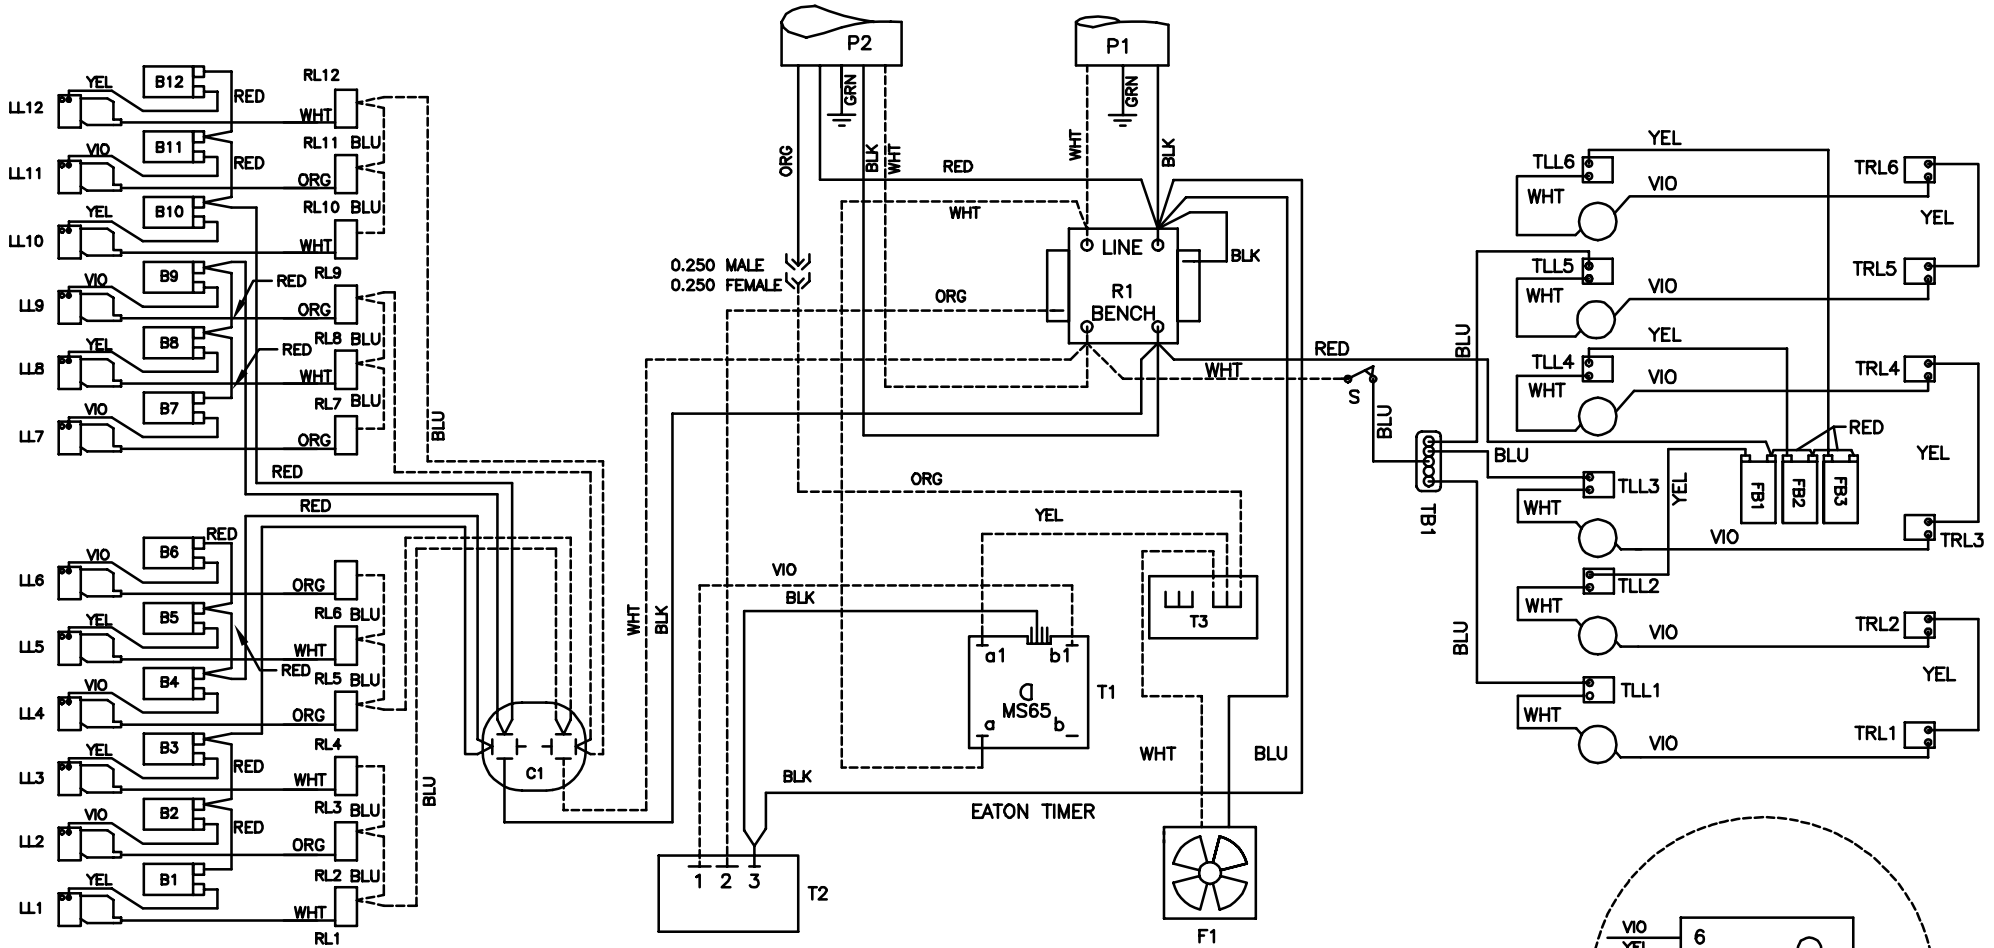 P2
P1
GRN
GRN
ORG
BLK
WHT
WHT
BLK
RED
WHT
LINE
R1
BENCH
BLK
0.250 MALE
0.250 FEMALE
ORG
RED
WHT
S
BLU
ORG
YEL
VIO
BLK
WHT
BLK
T3
a1
b1
MS65
a
b
T1
WHT
BLU
BLK
EATON TIMER
1 2 3
T2
F1
C1
LL12
YEL
B12
RED
RL12
WHT
LL11
VIO
B11
RED
RL11
BLU
ORG
LL10
YEL
B10
RL10
BLU
WHT
LL9
VIO
B9
RED
RL9
ORG
LL8
YEL
B8
RED
RL8
BLU
WHT
LL7
VIO
B7
RL7
BLU
ORG
BLU
RED
RED
LL6
VIO
B6
RED
ORG
LL5
YEL
B5
RL6
BLU
WHT
RED
LL4
VIO
B4
RL5
BLU
ORG
LL3
YEL
B3
RED
RL4
WHT
BLU
LL2
VIO
B2
RED
RL3
BLU
ORG
LL1
YEL
B1
RL2
BLU
WHT
RL1
TLL6
YEL
WHT
VIO
TRL6
YEL
TLL5
WHT
VIO
TRL5
BLU
TLL4
YEL
WHT
VIO
TRL4
RED
YEL
TB1
BLU
YEL
FB1
FB2
FB3
TLL3
WHT
VIO
TRL3
TLL2
WHT
VIO
TRL2
YEL
BLU
TLL1
WHT
VIO
TRL1
VIO
6
YEL